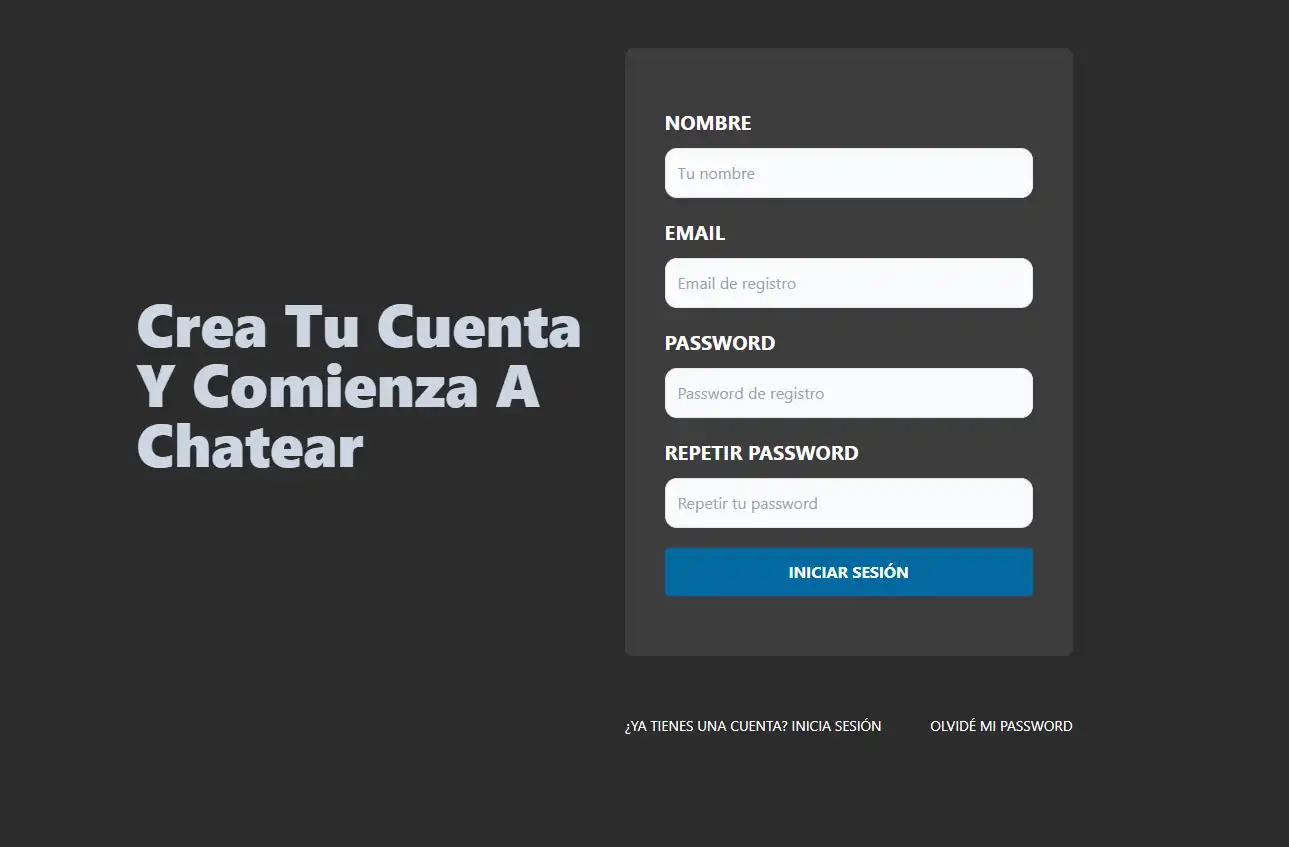 Crea Tu Cuenta
Y Comienza A
Chatear
NOMBRE
Tu nombre
EMAIL
Email de registro
PASSWORD
Password de registro
REPETIR PASSWORD
Repetir tu password
INICIAR SESIÓN
¿YA TIENES UNA CUENTA? INICIA SESIÓN
OLVIDÉ MI PASSWORD